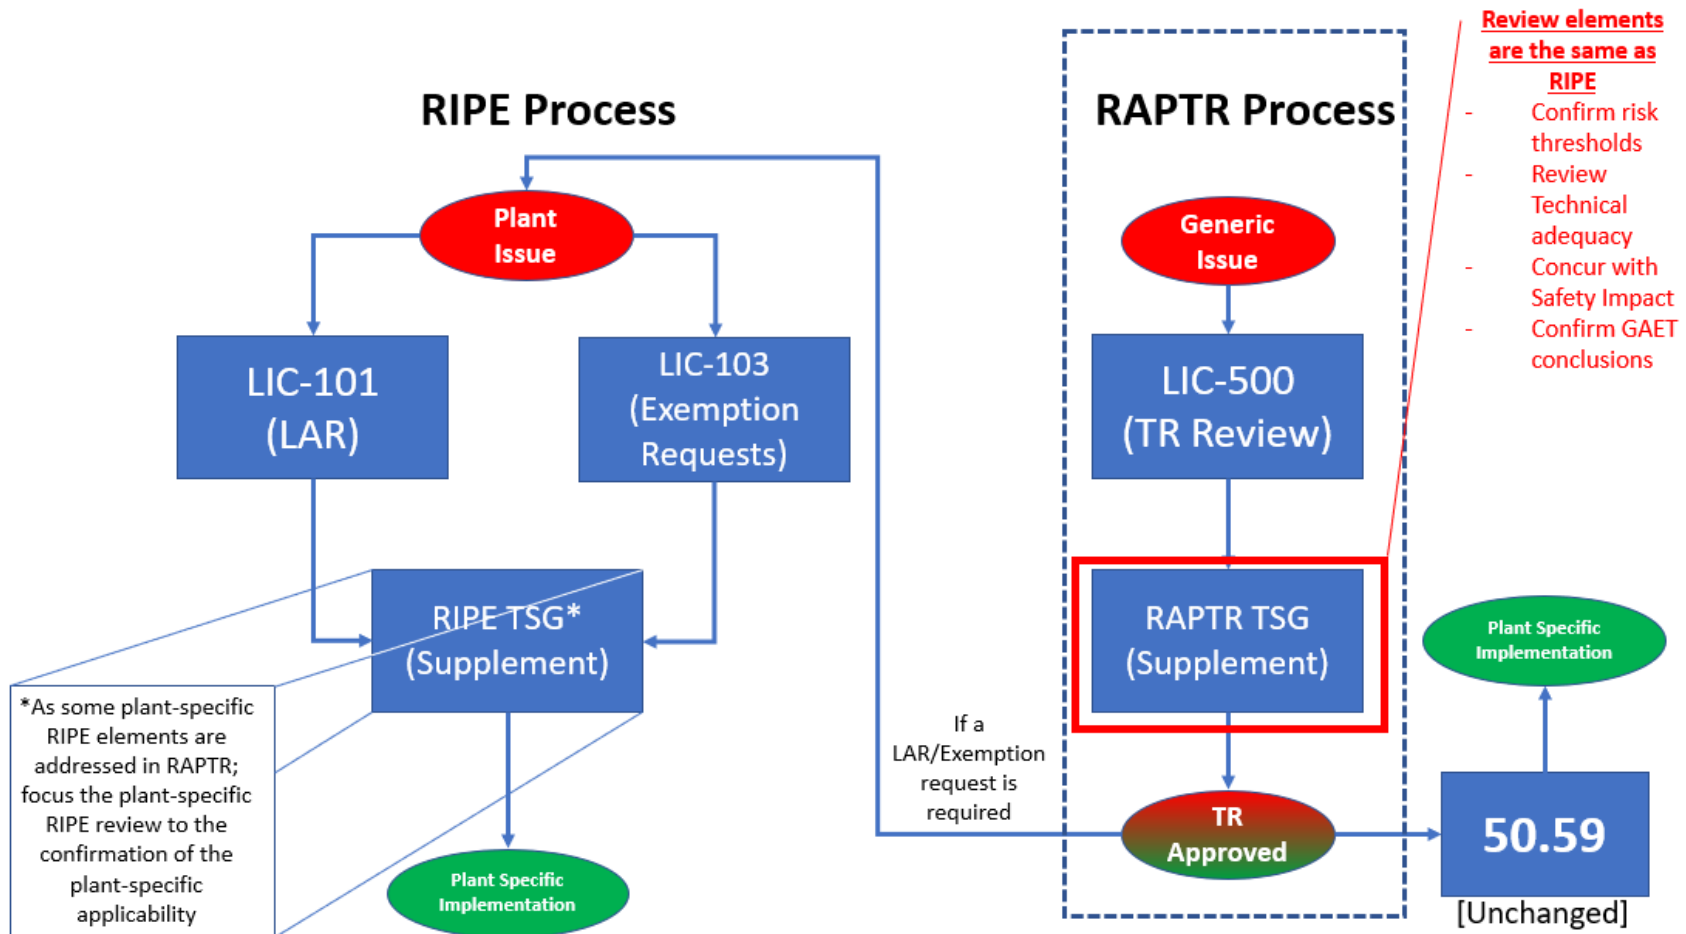 RIPE Process
Plant
Issue
LIC-101
(LAR)
LIC-103
(Exemption
Requests)
RIPE TSG*
(Supplement)
*As some plant-specific
RIPE elements are
addressed in RAPTR;
focus the plant-specific
RIPE review to the
confirmation of the
plant-specific
applicability
Plant Specific
Implementation
If a
LAR/Exemption
request is
required
RAPTR Process
Generic
Issue
LIC-500
(TR Review)
RAPTR TSG
(Supplement)
TR
Approved
Review elements
are the same as
RIPE
- Confirm risk
thresholds
- Review
Technical
adequacy
- Concur with
Safety Impact
- Confirm GAET
conclusions
Plant Specific
Implementation
50.59
[Unchanged]